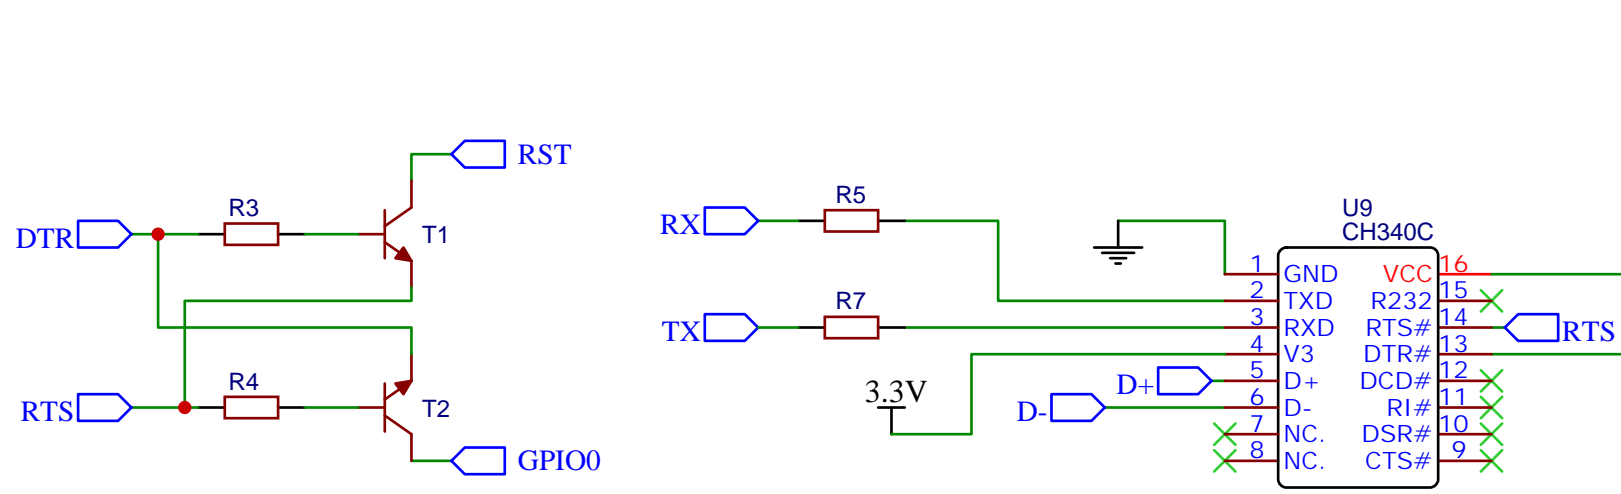 RST
R3
DTR
T1
R4
RTS
T2
GPIO0
R5
RX
R7
TX
3.3V
D+
D-
U9
CH340C
1 GND VCC 16
2 TXD R232 15
3 RXD RTS# 14 RTS
4 V3 DTR# 13
5 D+ DCD# 12
6 D- RI# 11
7 NC. DSR# 10
8 NC. CTS# 9